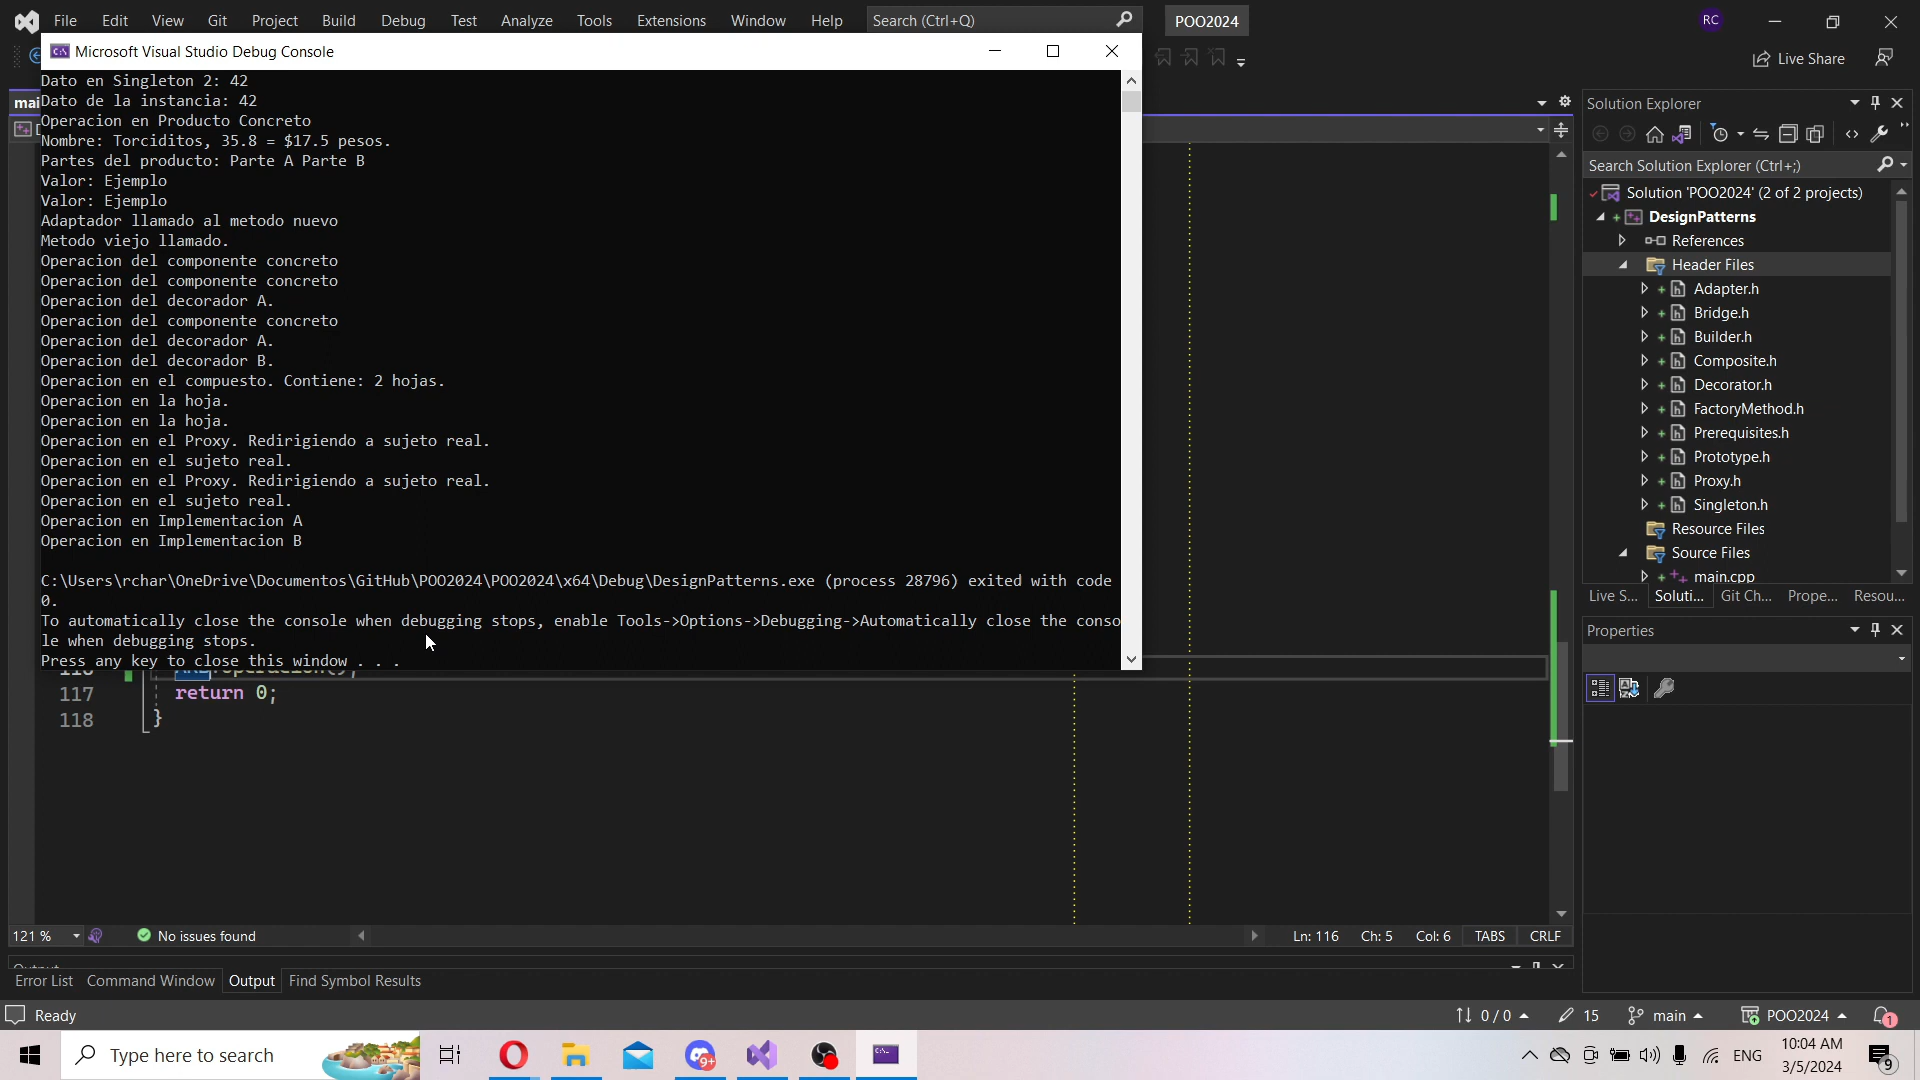 File Edit View Git Project Build Debug Test Analyze Tools Extensions Window Help Search (Ctrl+Q) POO2024 RC
Microsoft Visual Studio Debug Console
Live Share
Dato en Singleton 2: 42
Dato de la instancia: 42
Operacion en Producto Concreto
Nombre: Torciditos, 35.8 = $17.5 pesos.
Partes del producto: Parte A Parte B
Valor: Ejemplo
Valor: Ejemplo
Adaptador llamado al metodo nuevo
Metodo viejo llamado.
Operacion del componente concreto
Operacion del componente concreto
Operacion del decorador A.
Operacion del componente concreto
Operacion del decorador A.
Operacion del decorador B.
Operacion en el compuesto. Contiene: 2 hojas.
Operacion en la hoja.
Operacion en la hoja.
Operacion en el Proxy. Redirigiendo a sujeto real.
Operacion en el sujeto real.
Operacion en el Proxy. Redirigiendo a sujeto real.
Operacion en el sujeto real.
Operacion en Implementacion A
Operacion en Implementacion B
C:\Users\rchar\OneDrive\Documentos\GitHub\POO2024\POO2024\x64\Debug\DesignPatterns.exe (process 28796) exited with code
0.
To automatically close the console when debugging stops, enable Tools->Options->Debugging->Automatically close the conso
le when debugging stops.
Press any key to close this window . . .
117 return 0;
118 }
Solution Explorer
Search Solution Explorer (Ctrl+;)
Solution 'POO2024' (2 of 2 projects)
DesignPatterns
References
Header Files
Adapter.h
Bridge.h
Builder.h
Composite.h
Decorator.h
FactoryMethod.h
Prerequisites.h
Prototype.h
Proxy.h
Singleton.h
Resource Files
Source Files
main.cpp
Live S... Soluti... Git Ch... Prope... Resou...
Properties
121 % No issues found Ln: 116 Ch: 5 Col: 6 TABS CRLF
Error List Command Window Output Find Symbol Results
Ready 0 / 0 15 main POO2024 1
Type here to search 9+ ENG 10:04 AM
3/5/2024 9